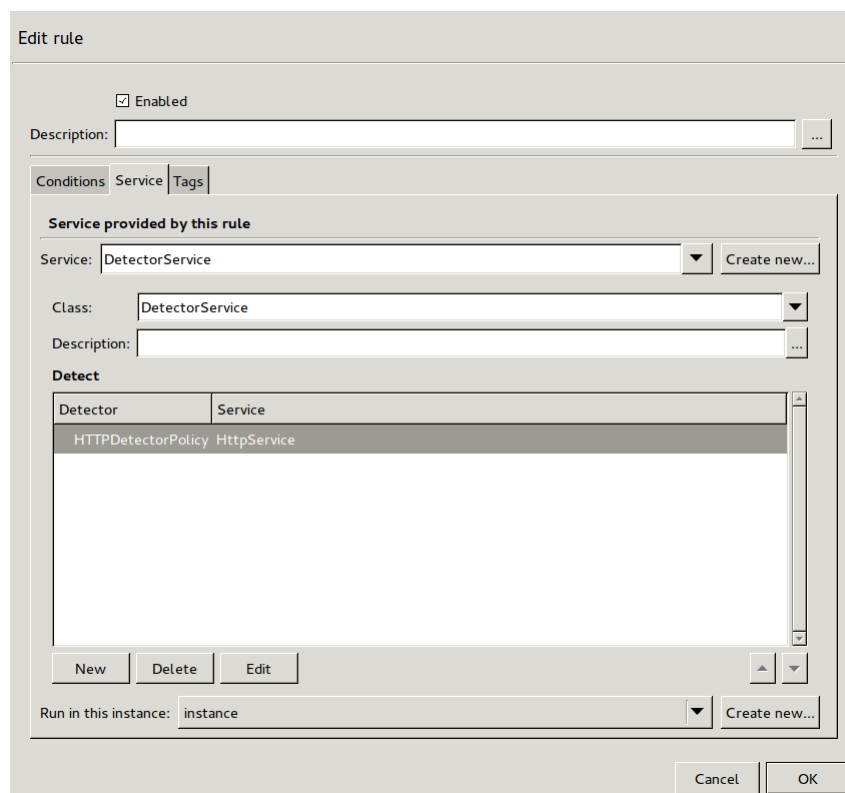 Edit rule
Enabled
Description: ...
Conditions Service Tags
Service provided by this rule
Service: DetectorService Create new...
Class: DetectorService
Description: ...
Detect
Detector Service
HTTPDetectorPolicy HttpService
New Delete Edit
Run in this instance: instance Create new...
Cancel OK